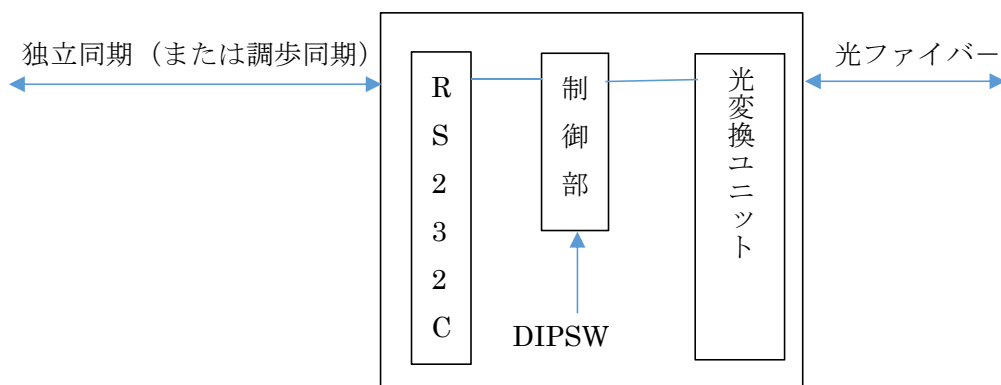 独立同期（または調歩同期）
RS232C
制御部
DIPSW
光変換ユニット
光ファイバー